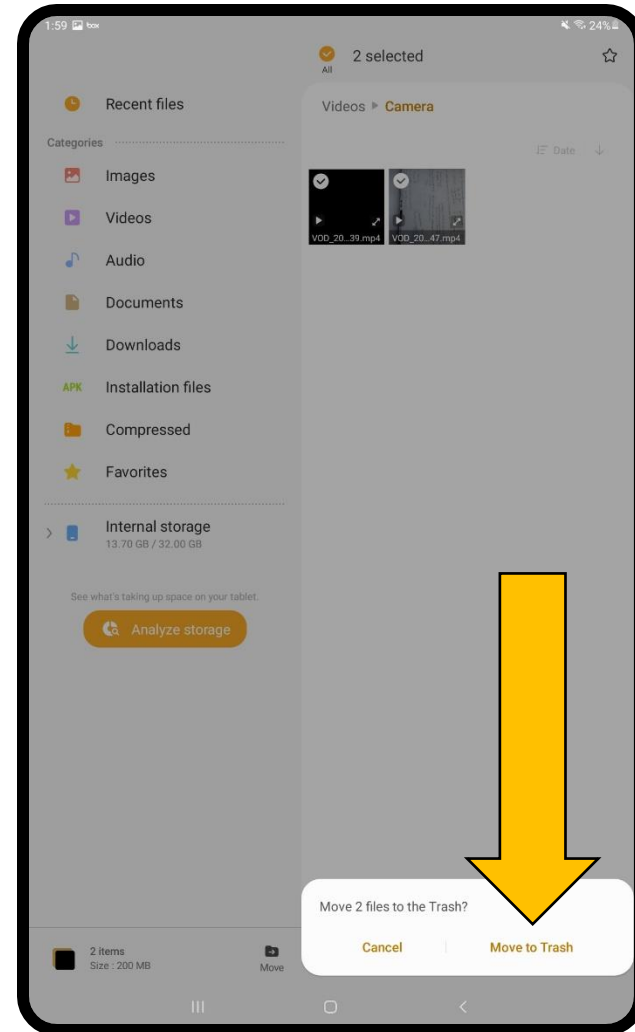 1:59 box 24%
2 selected
All
Recent files
Videos ▶ Camera
Categories
Date
Images
Videos
VOD_20...39.mp4 VOD_20...47.mp4
Audio
Documents
Downloads
APK Installation files
Compressed
Favorites
Internal storage
13.70 GB / 32.00 GB
See what's taking up space on your tablet.
Analyze storage
Move 2 files to the Trash?
Cancel Move to Trash
2 items
Size : 200 MB
Move